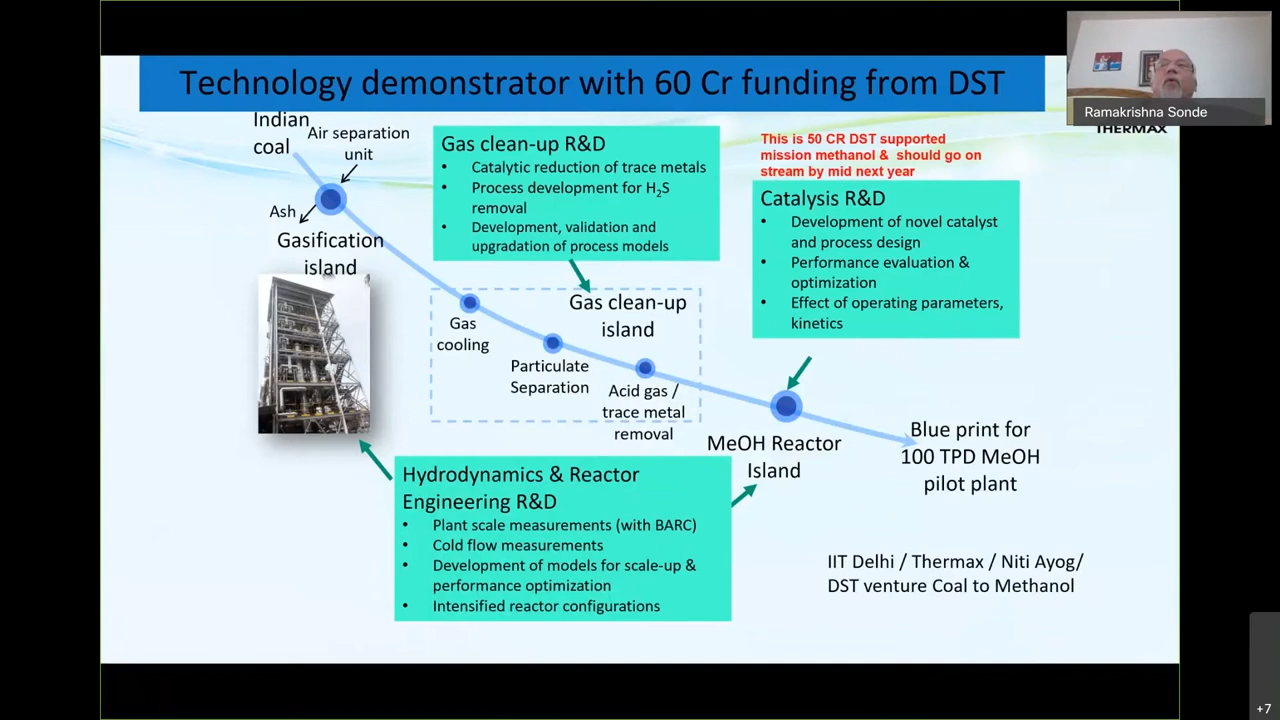 Technology demonstrator with 60 Cr funding from DST
Ramakrishna Sonde
THERMAX
Indian
coal
Air separation
unit
Ash
Gasification
island
Gas clean-up R&D
• Catalytic reduction of trace metals
• Process development for H₂S
removal
• Development, validation and
upgradation of process models
This is 50 CR DST supported
mission methanol & should go on
stream by mid next year
Catalysis R&D
• Development of novel catalyst
and process design
• Performance evaluation &
optimization
• Effect of operating parameters,
kinetics
Gas clean-up
island
Gas
cooling
Particulate
Separation
Acid gas /
trace metal
removal
MeOH Reactor
Island
Blue print for
100 TPD MeOH
pilot plant
Hydrodynamics & Reactor
Engineering R&D
• Plant scale measurements (with BARC)
• Cold flow measurements
• Development of models for scale-up &
performance optimization
• Intensified reactor configurations
IIT Delhi / Thermax / Niti Ayog/
DST venture Coal to Methanol
+7